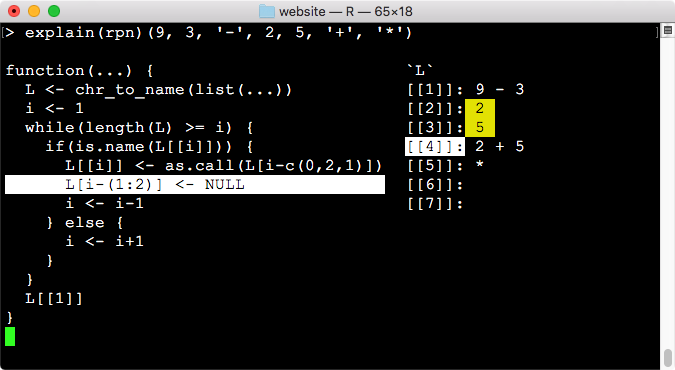 website — R — 65×18
> explain(rpn)(9, 3, '-', 2, 5, '+', '*')
function(...) {
  L <- chr_to_name(list(...))
  i <- 1
  while(length(L) >= i) {
    if(is.name(L[[i]])) {
      L[[i]] <- as.call(L[i-c(0,2,1)])
      L[i-(1:2)] <- NULL
      i <- i-1
    } else {
      i <- i+1
    }
  }
  L[[1]]
}
`L`
[[1]]: 9 - 3
[[2]]: 2
[[3]]: 5
[[4]]: 2 + 5
[[5]]: *
[[6]]:
[[7]]: